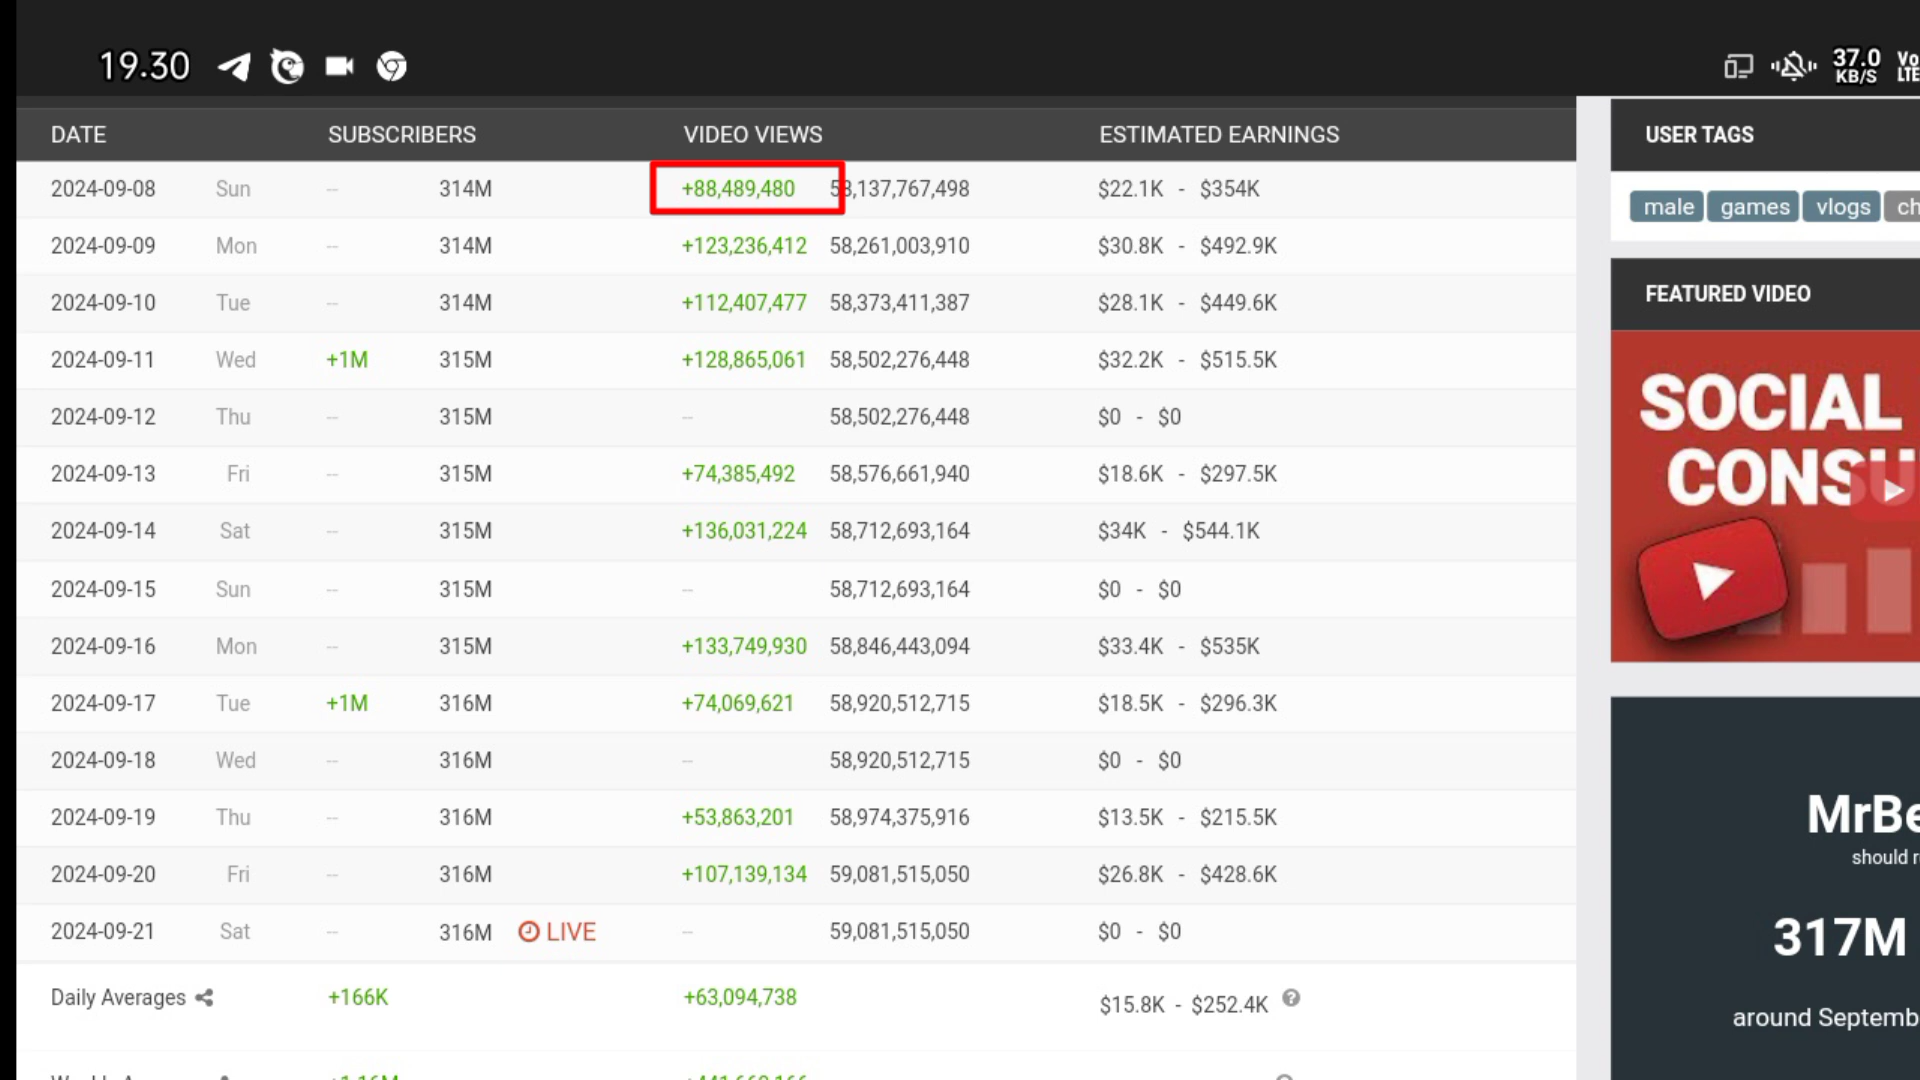 19.30 37.0 KB/S Vo LTE
DATE SUBSCRIBERS VIDEO VIEWS ESTIMATED EARNINGS
2024-09-08 Sun -- 314M +88,489,480 58,137,767,498 $22.1K - $354K
2024-09-09 Mon -- 314M +123,236,412 58,261,003,910 $30.8K - $492.9K
2024-09-10 Tue -- 314M +112,407,477 58,373,411,387 $28.1K - $449.6K
2024-09-11 Wed +1M 315M +128,865,061 58,502,276,448 $32.2K - $515.5K
2024-09-12 Thu -- 315M -- 58,502,276,448 $0 - $0
2024-09-13 Fri -- 315M +74,385,492 58,576,661,940 $18.6K - $297.5K
2024-09-14 Sat -- 315M +136,031,224 58,712,693,164 $34K - $544.1K
2024-09-15 Sun -- 315M -- 58,712,693,164 $0 - $0
2024-09-16 Mon -- 315M +133,749,930 58,846,443,094 $33.4K - $535K
2024-09-17 Tue +1M 316M +74,069,621 58,920,512,715 $18.5K - $296.3K
2024-09-18 Wed -- 316M -- 58,920,512,715 $0 - $0
2024-09-19 Thu -- 316M +53,863,201 58,974,375,916 $13.5K - $215.5K
2024-09-20 Fri -- 316M +107,139,134 59,081,515,050 $26.8K - $428.6K
2024-09-21 Sat -- 316M LIVE -- 59,081,515,050 $0 - $0
Daily Averages +166K +63,094,738 $15.8K - $252.4K
USER TAGS
male games vlogs ch
FEATURED VIDEO
SOCIAL
CONSU
MrBe
should r
317M
around Septemb